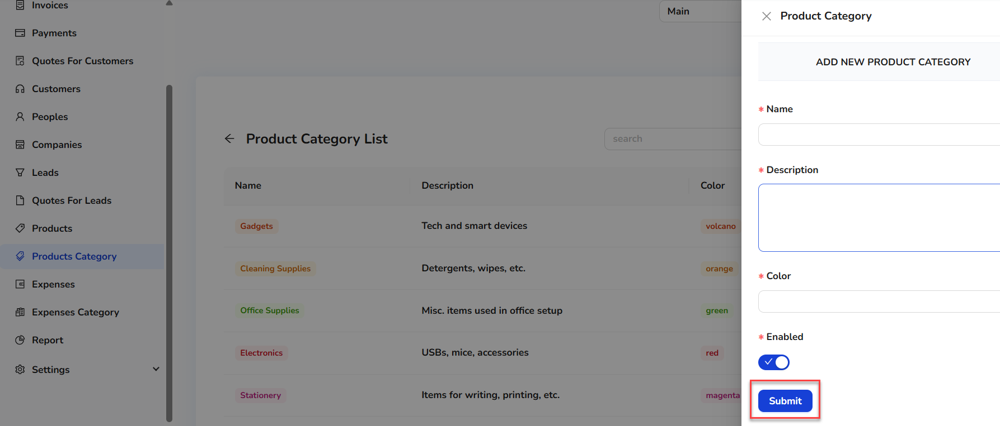 Invoices
Payments
Quotes For Customers
Customers
Peoples
Companies
Leads
Quotes For Leads
Products
Products Category
Expenses
Expenses Category
Report
Settings
Main
Product Category List
search
Name Description Color
Gadgets Tech and smart devices volcano
Cleaning Supplies Detergents, wipes, etc. orange
Office Supplies Misc. items used in office setup green
Electronics USBs, mice, accessories red
Stationery Items for writing, printing, etc. magenta
Product Category
ADD NEW PRODUCT CATEGORY
* Name
* Description
* Color
* Enabled
Submit